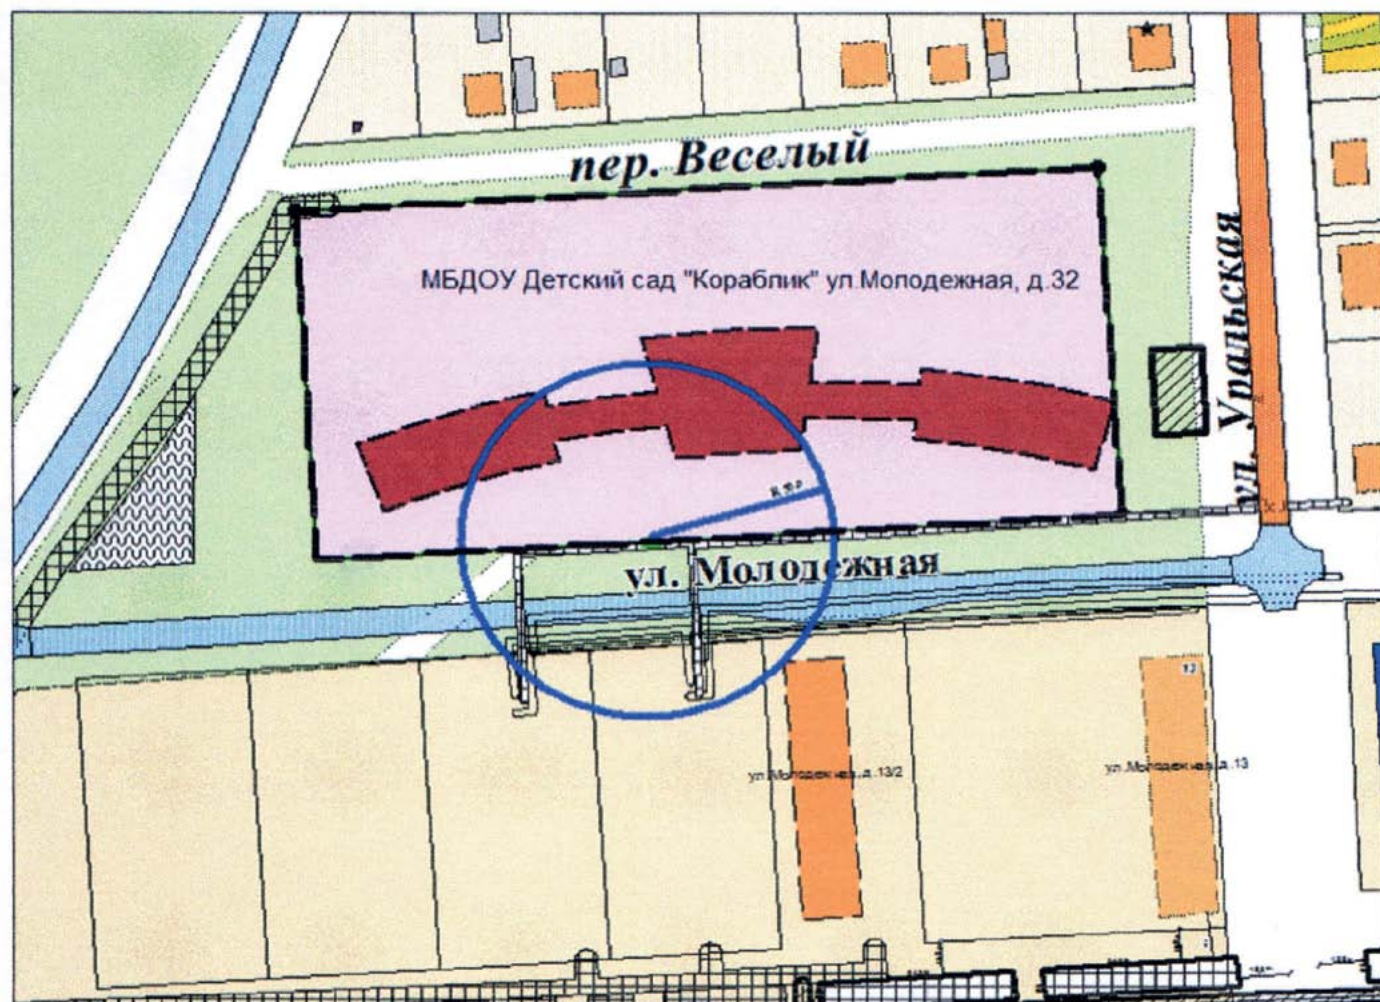 пер. Веселый
МБДОУ Детский сад "Кораблик" ул.Молодежная, д.32
ул. Уральская
ул. Молодежная
13
ул.Молодежная, д.13/2
ул.Молодежная, д.13